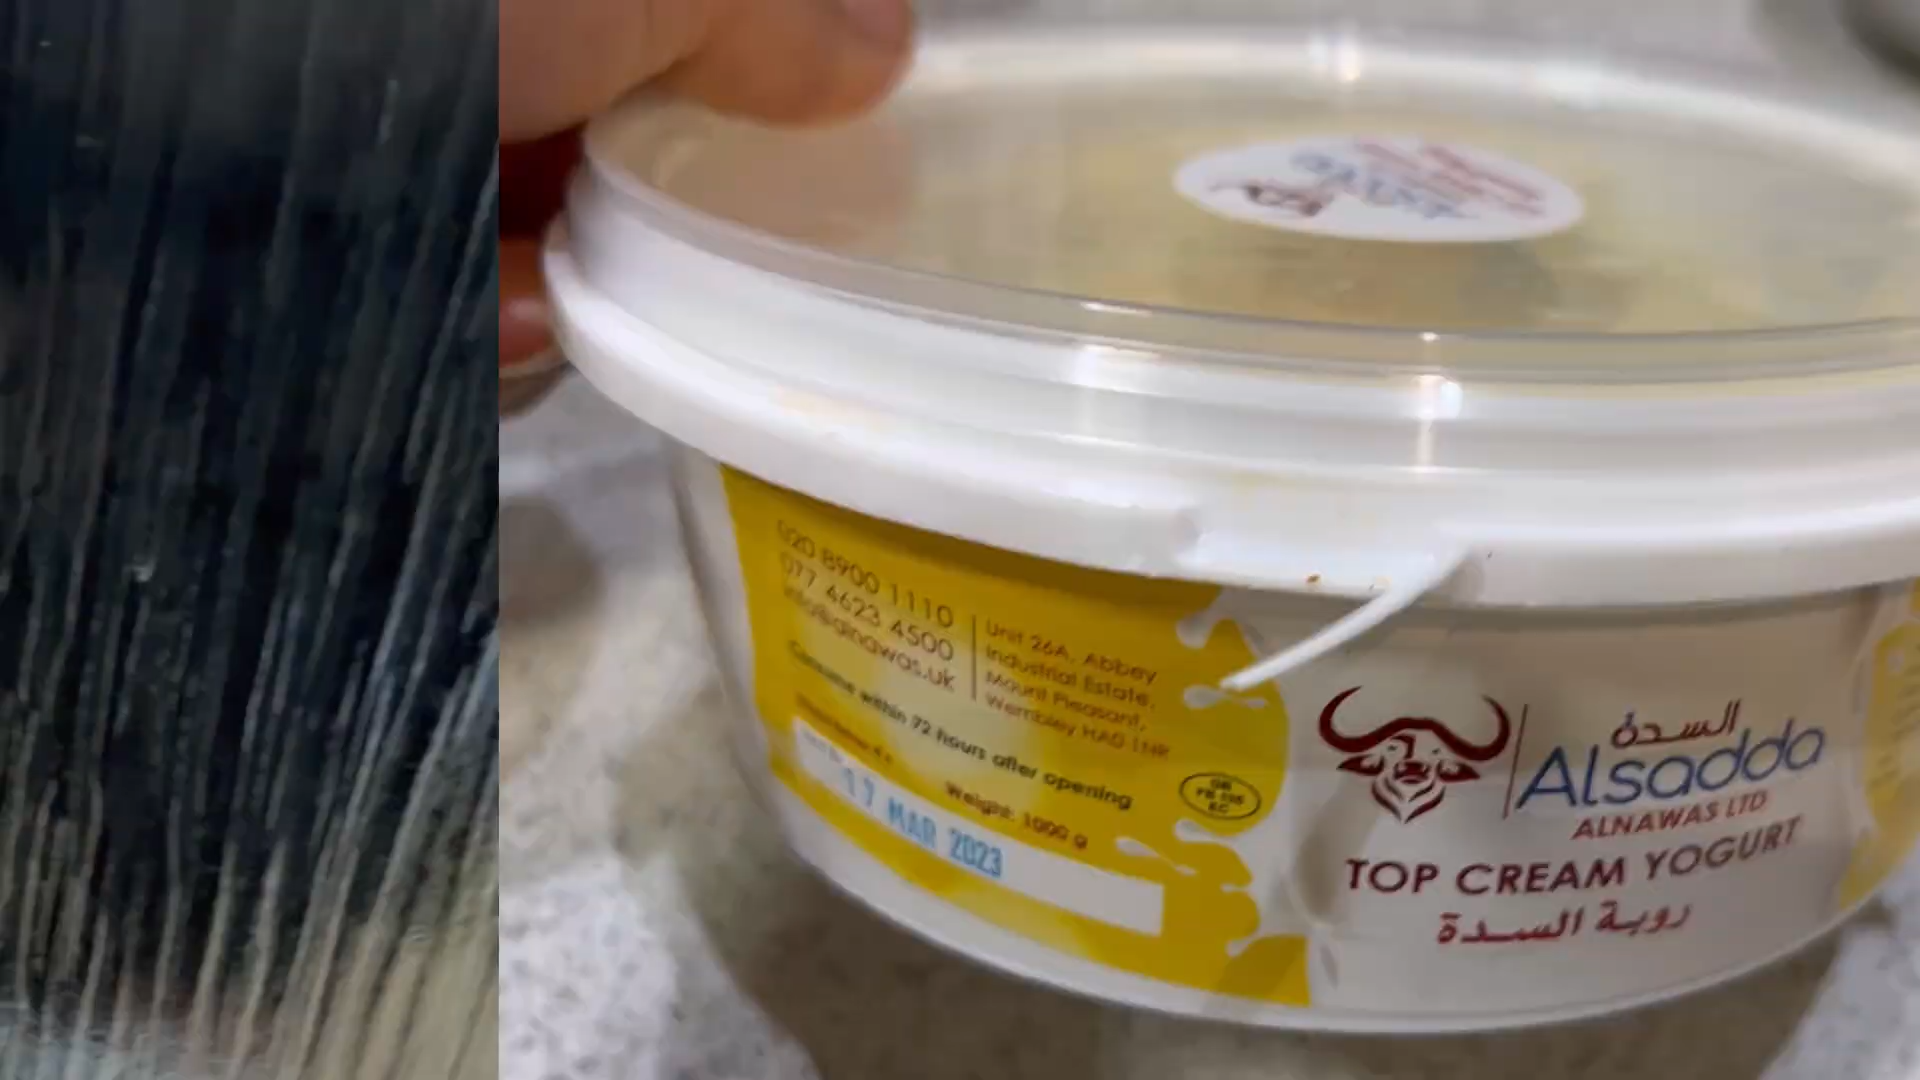 020 8900 1110
077 4623 4500
info@alnawas.uk
Unit 26A, Abbey
Industrial Estate,
Mount Pleasant,
Wembley HA0 1NR
Consume within 72 hours after opening
Weight: 1000 g
17 MAR 2023
GB
EC
السدة
Alsadda
ALNAWAS LTD
TOP CREAM YOGURT
روبة السدة